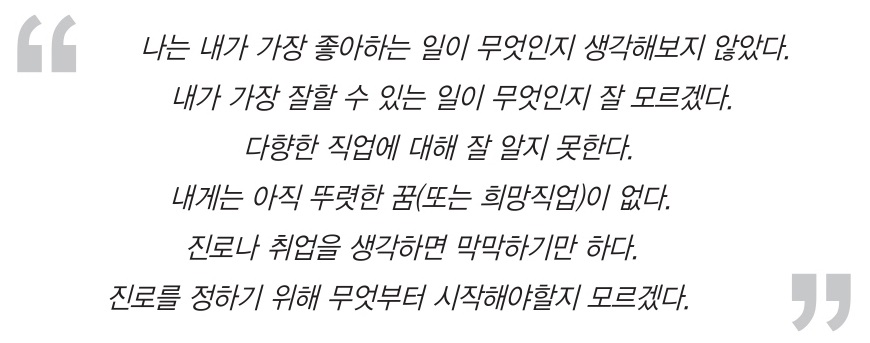 “
나는 내가 가장 좋아하는 일이 무엇인지 생각해보지 않았다.
내가 가장 잘할 수 있는 일이 무엇인지 잘 모르겠다.
다향한 직업에 대해 잘 알지 못한다.
내게는 아직 뚜렷한 꿈(또는 희망직업)이 없다.
진로나 취업을 생각하면 막막하기만 하다.
진로를 정하기 위해 무엇부터 시작해야할지 모르겠다.
”